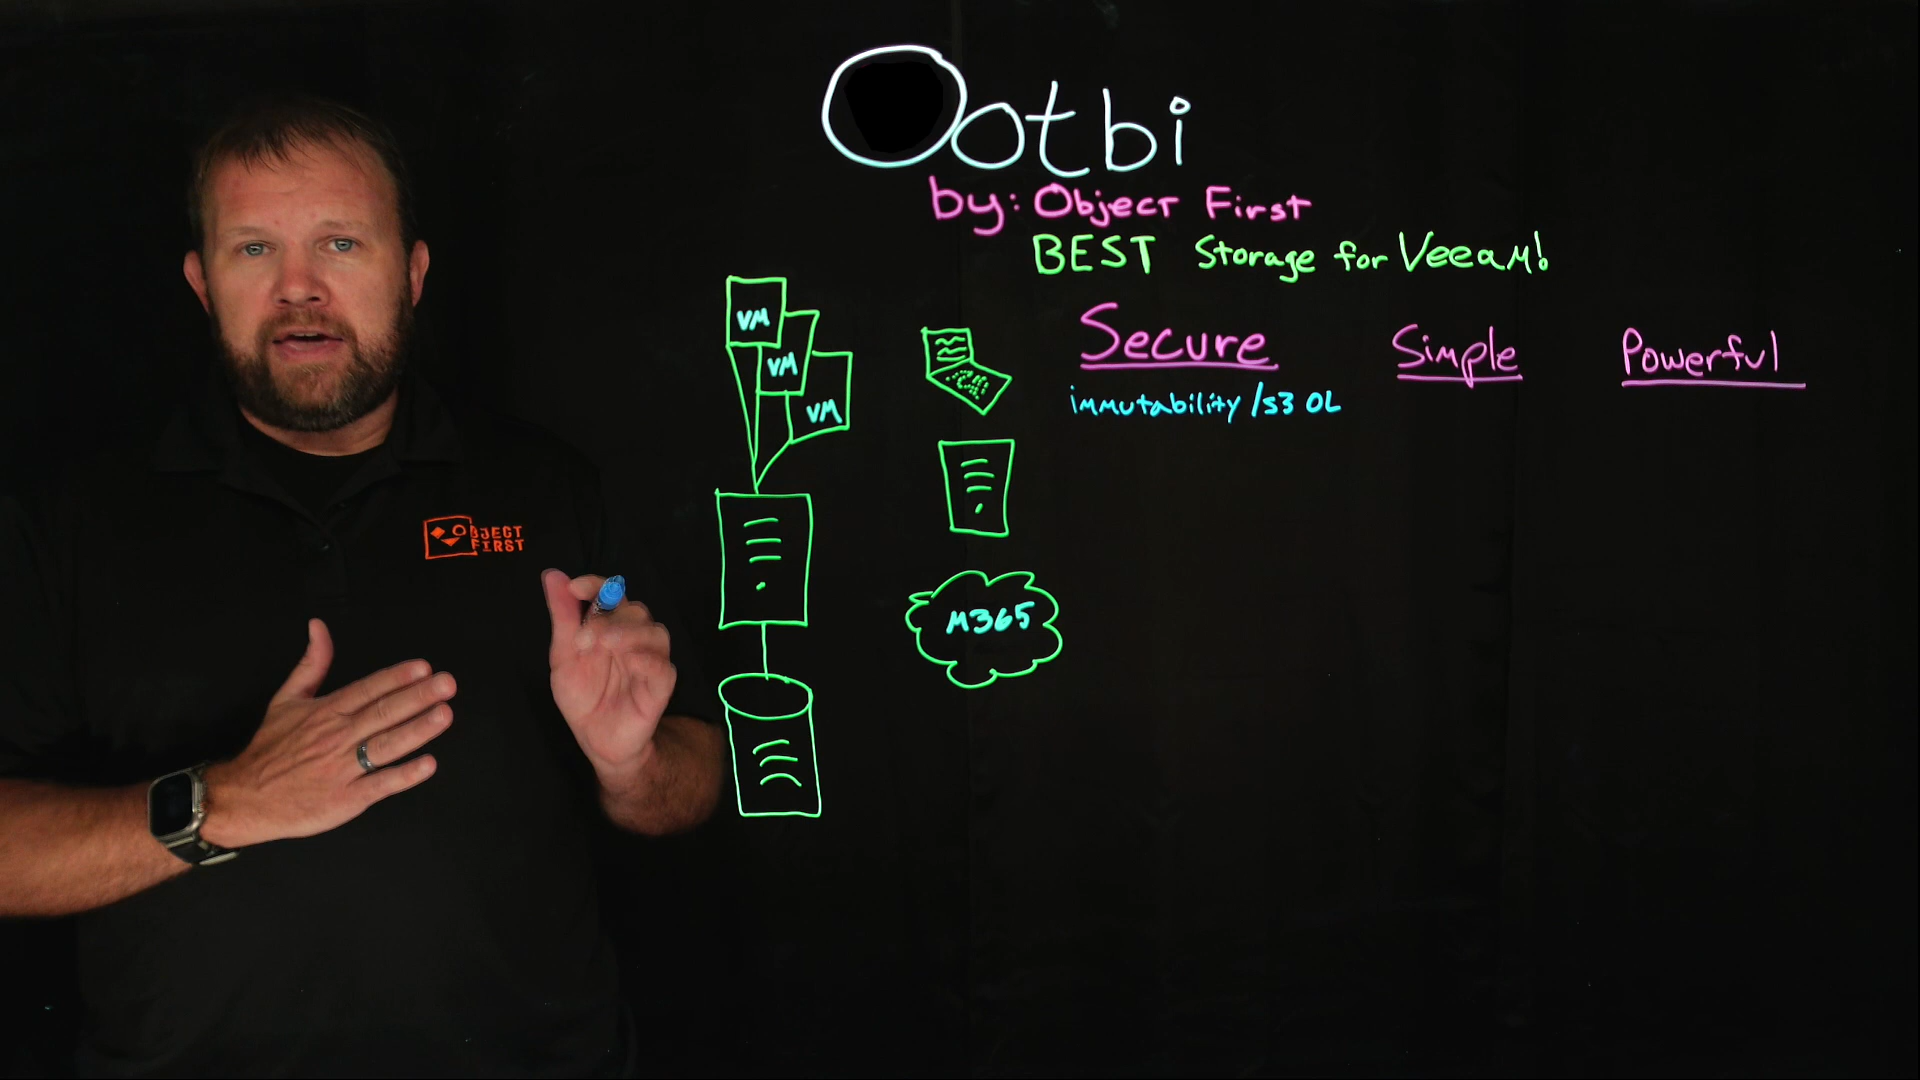 Ootbi
by: Object First
BEST Storage for Veeam!
VM
VM
VM
Secure
Simple
Powerful
immutability /S3 OL
OBJECT
FIRST
M365